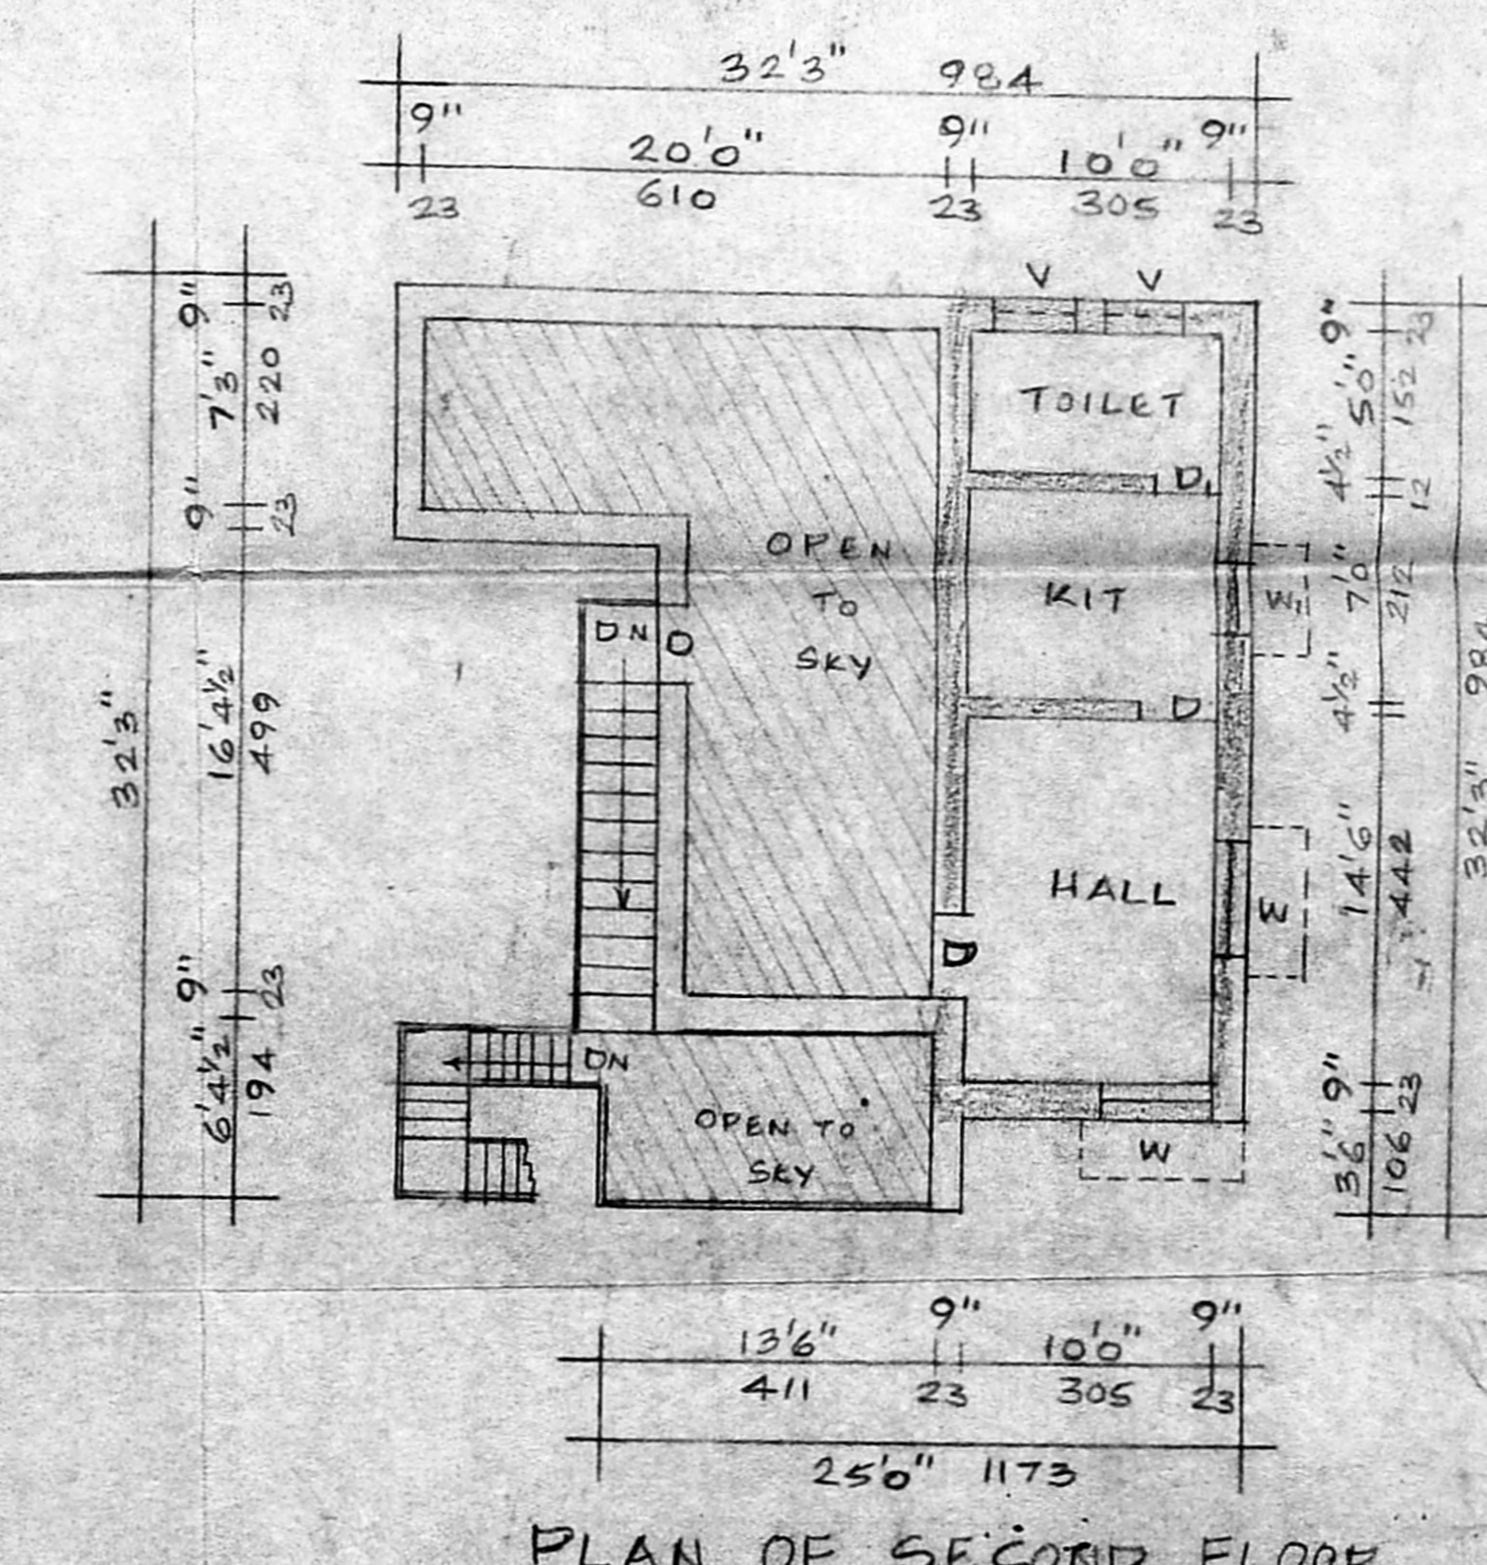 32'3" 984
9" 20'0" 9" 10'0" 9"
23 610 23 305 23
V V
9" 23
7'3" 220
9" 23
16'4½" 499
32'3"
9" 23
6'4½" 194
TOILET
D1
OPEN
TO
SKY
KIT
DN D
D
HALL
D
DN
OPEN TO
SKY
W1
W
W
9" 23
5'0" 152
4½" 12
7'0" 212
4½"
14'6" 442
32'3" 984
9" 23
3'6" 106
13'6" 9" 10'0" 9"
411 23 305 23
25'0" 1173
PLAN OF SECOND FLOOR